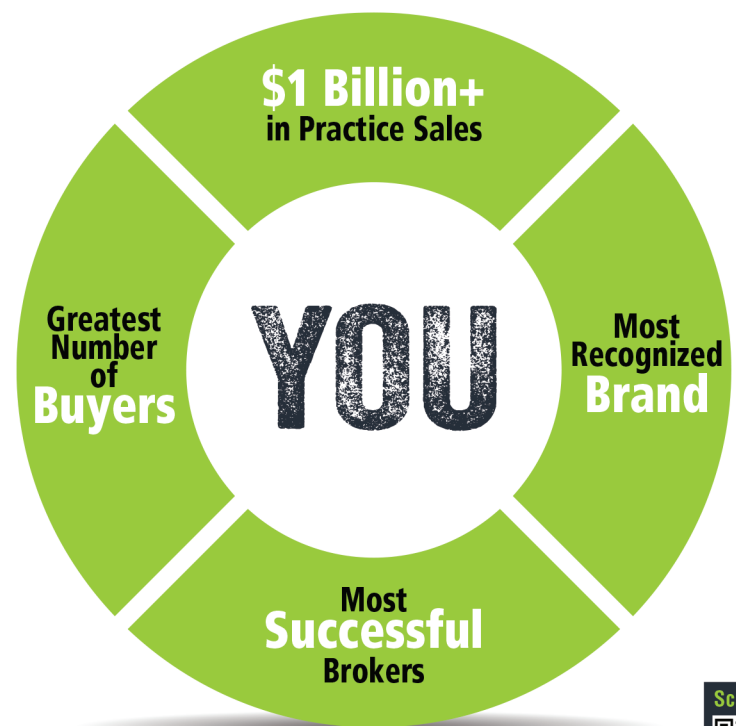 $1 Billion+
in Practice Sales
Greatest
Number
of
Buyers
YOU
Most
Recognized
Brand
Most
Successful
Brokers